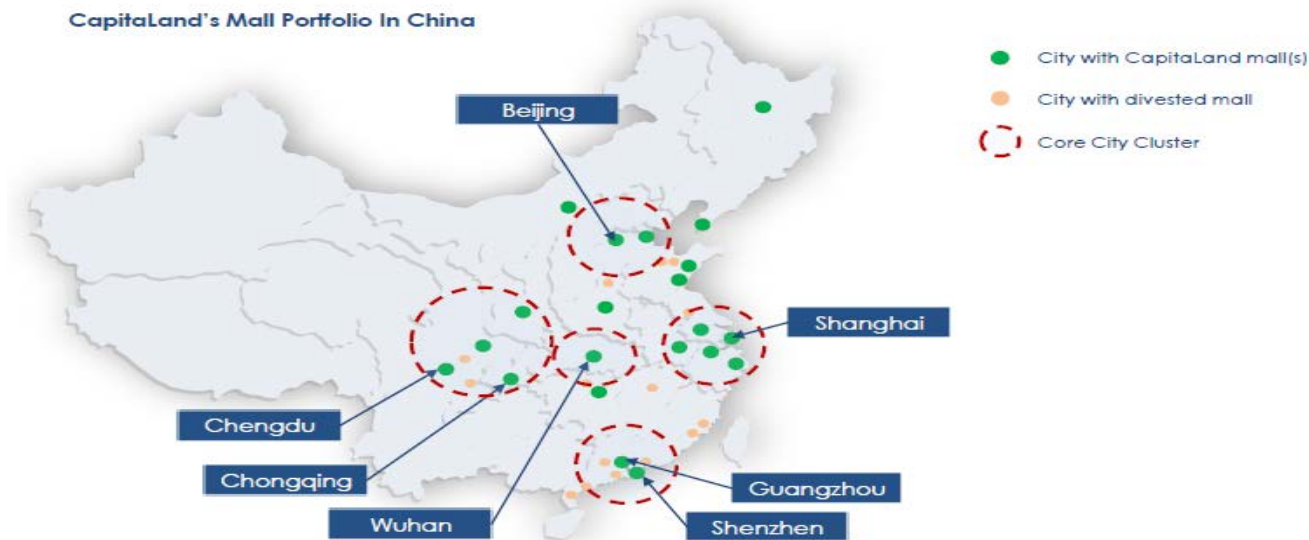 CapitaLand's Mall Portfolio In China
City with CapitaLand mall(s)
City with divested mall
Core City Cluster
Beijing
Shanghai
Chengdu
Chongqing
Wuhan
Guangzhou
Shenzhen